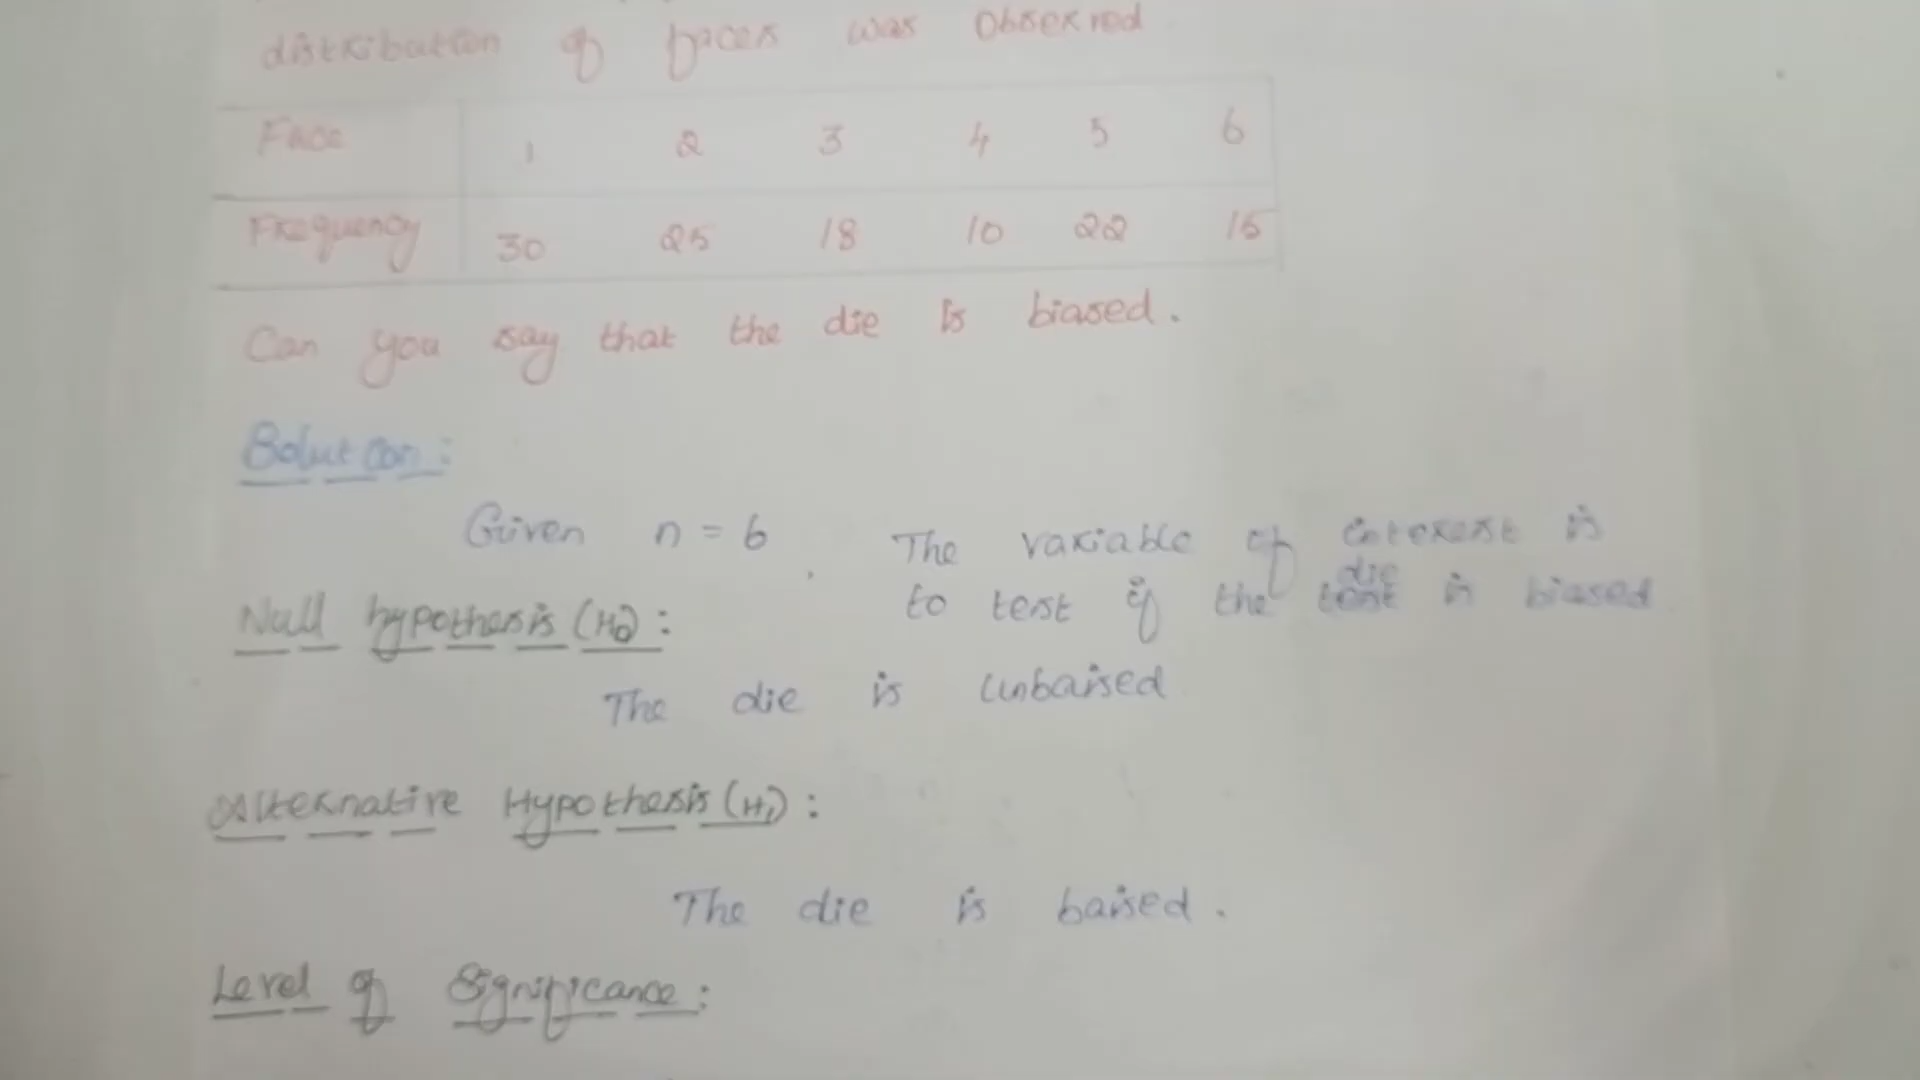 distribution of faces was observed
Face 1 2 3 4 5 6
Frequency 30 25 18 10 22 15
Can you say that the die is biased.
Solution:
Given n = 6, The variable of interest is
to test if the die is biased
Null hypothesis (H0):
The die is unbaised
Alternative Hypothesis (H1):
The die is baised.
Level of Significance: